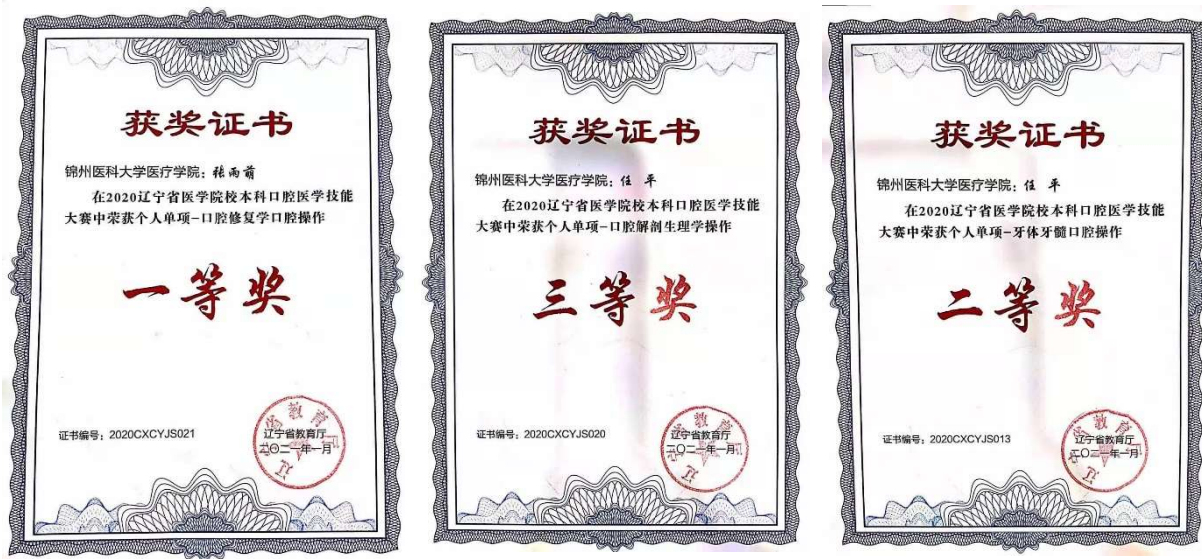 获奖证书
锦州医科大学医疗学院：张雨萌
在2020辽宁省医学院校本科口腔医学技能
大赛中荣获个人单项-口腔修复学口腔操作
一等奖
证书编号：2020CXCYJS021
辽宁省教育厅
二〇二一年一月
获奖证书
锦州医科大学医疗学院：任 平
在2020辽宁省医学院校本科口腔医学技能
大赛中荣获个人单项-口腔解剖生理学操作
三等奖
证书编号：2020CXCYJS020
辽宁省教育厅
二〇二一年一月
获奖证书
锦州医科大学医疗学院：任 平
在2020辽宁省医学院校本科口腔医学技能
大赛中荣获个人单项-牙体牙髓口腔操作
二等奖
证书编号：2020CXCYJS013
辽宁省教育厅
二〇二一年一月